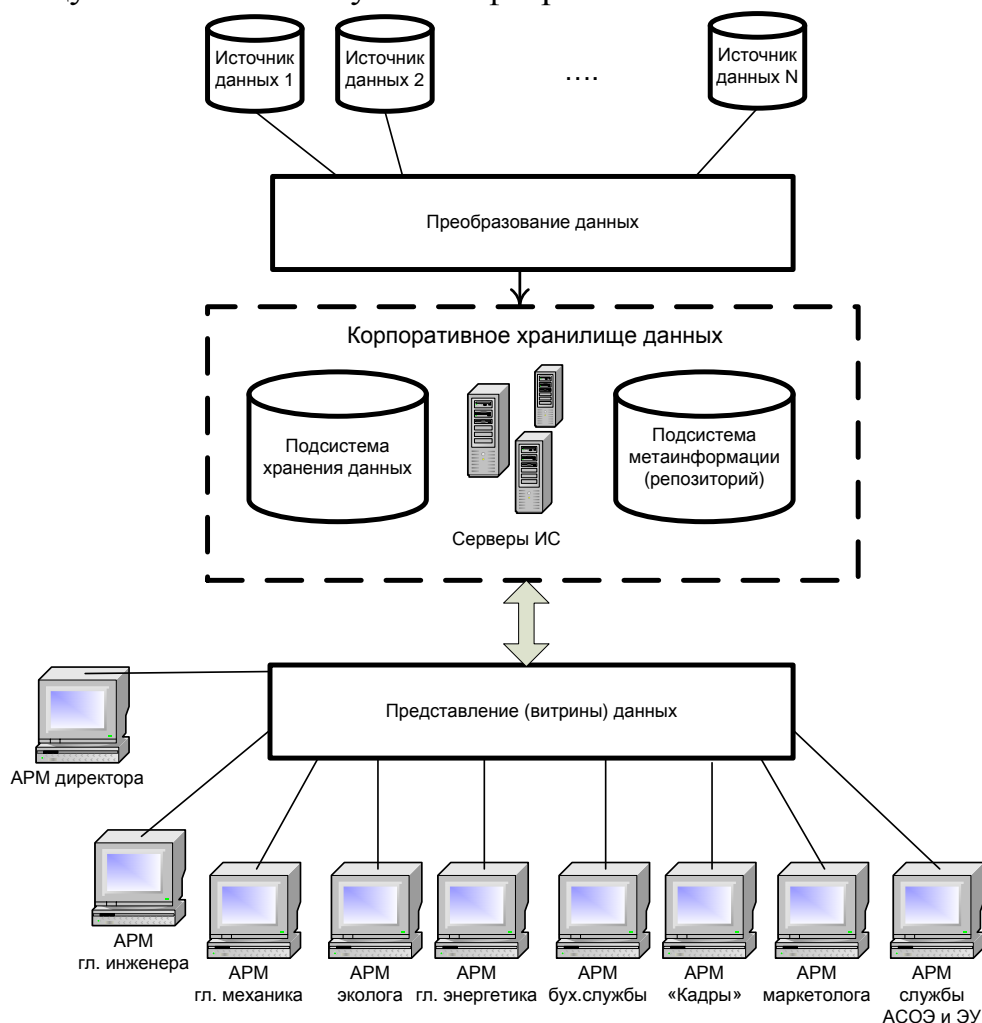 Источник
данных 1
Источник
данных 2
....
Источник
данных N
Преобразование данных
Корпоративное хранилище данных
Подсистема
хранения данных
Подсистема
метаинформации
(репозиторий)
Серверы ИС
Представление (витрины) данных
АРМ директора
АРМ
гл. инженера
АРМ
гл. механика
АРМ
эколога
АРМ
гл. энергетика
АРМ
бух.службы
АРМ
«Кадры»
АРМ
маркетолога
АРМ
службы
АСОЭ и ЭУ